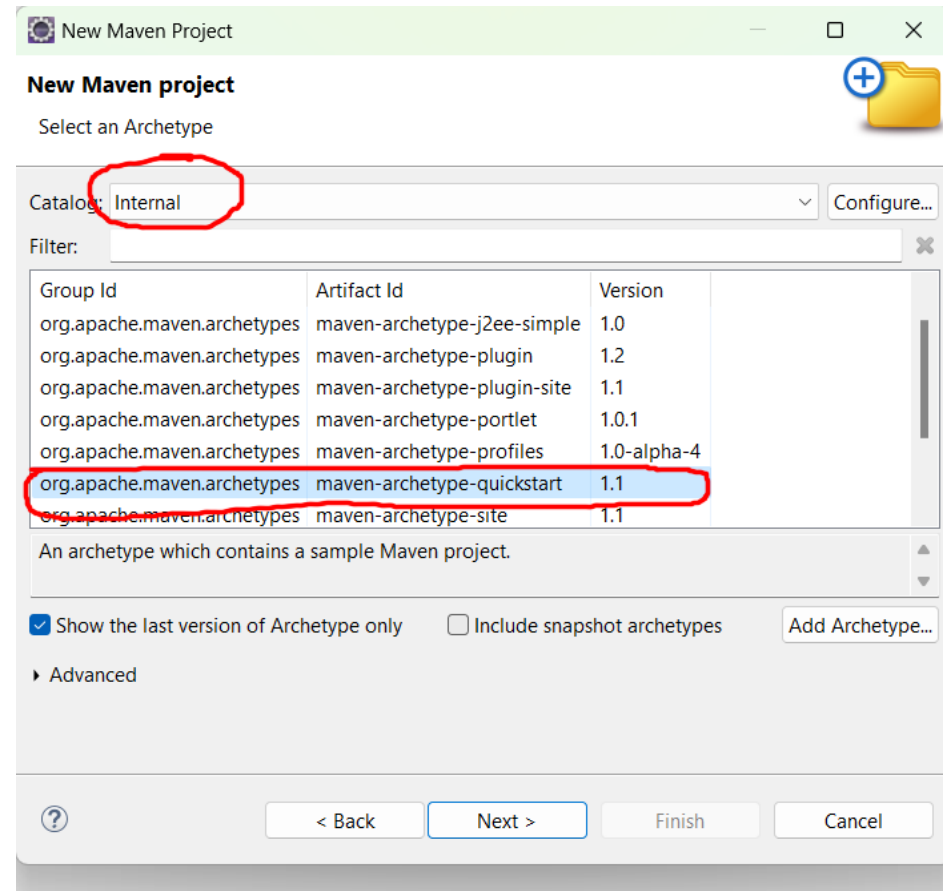 New Maven Project
New Maven project
Select an Archetype
Catalog: Internal Configure...
Filter:
Group Id Artifact Id Version
org.apache.maven.archetypes maven-archetype-j2ee-simple 1.0
org.apache.maven.archetypes maven-archetype-plugin 1.2
org.apache.maven.archetypes maven-archetype-plugin-site 1.1
org.apache.maven.archetypes maven-archetype-portlet 1.0.1
org.apache.maven.archetypes maven-archetype-profiles 1.0-alpha-4
org.apache.maven.archetypes maven-archetype-quickstart 1.1
org.apache.maven.archetypes maven-archetype-site 1.1
An archetype which contains a sample Maven project.
Show the last version of Archetype only Include snapshot archetypes Add Archetype...
Advanced
? < Back Next > Finish Cancel